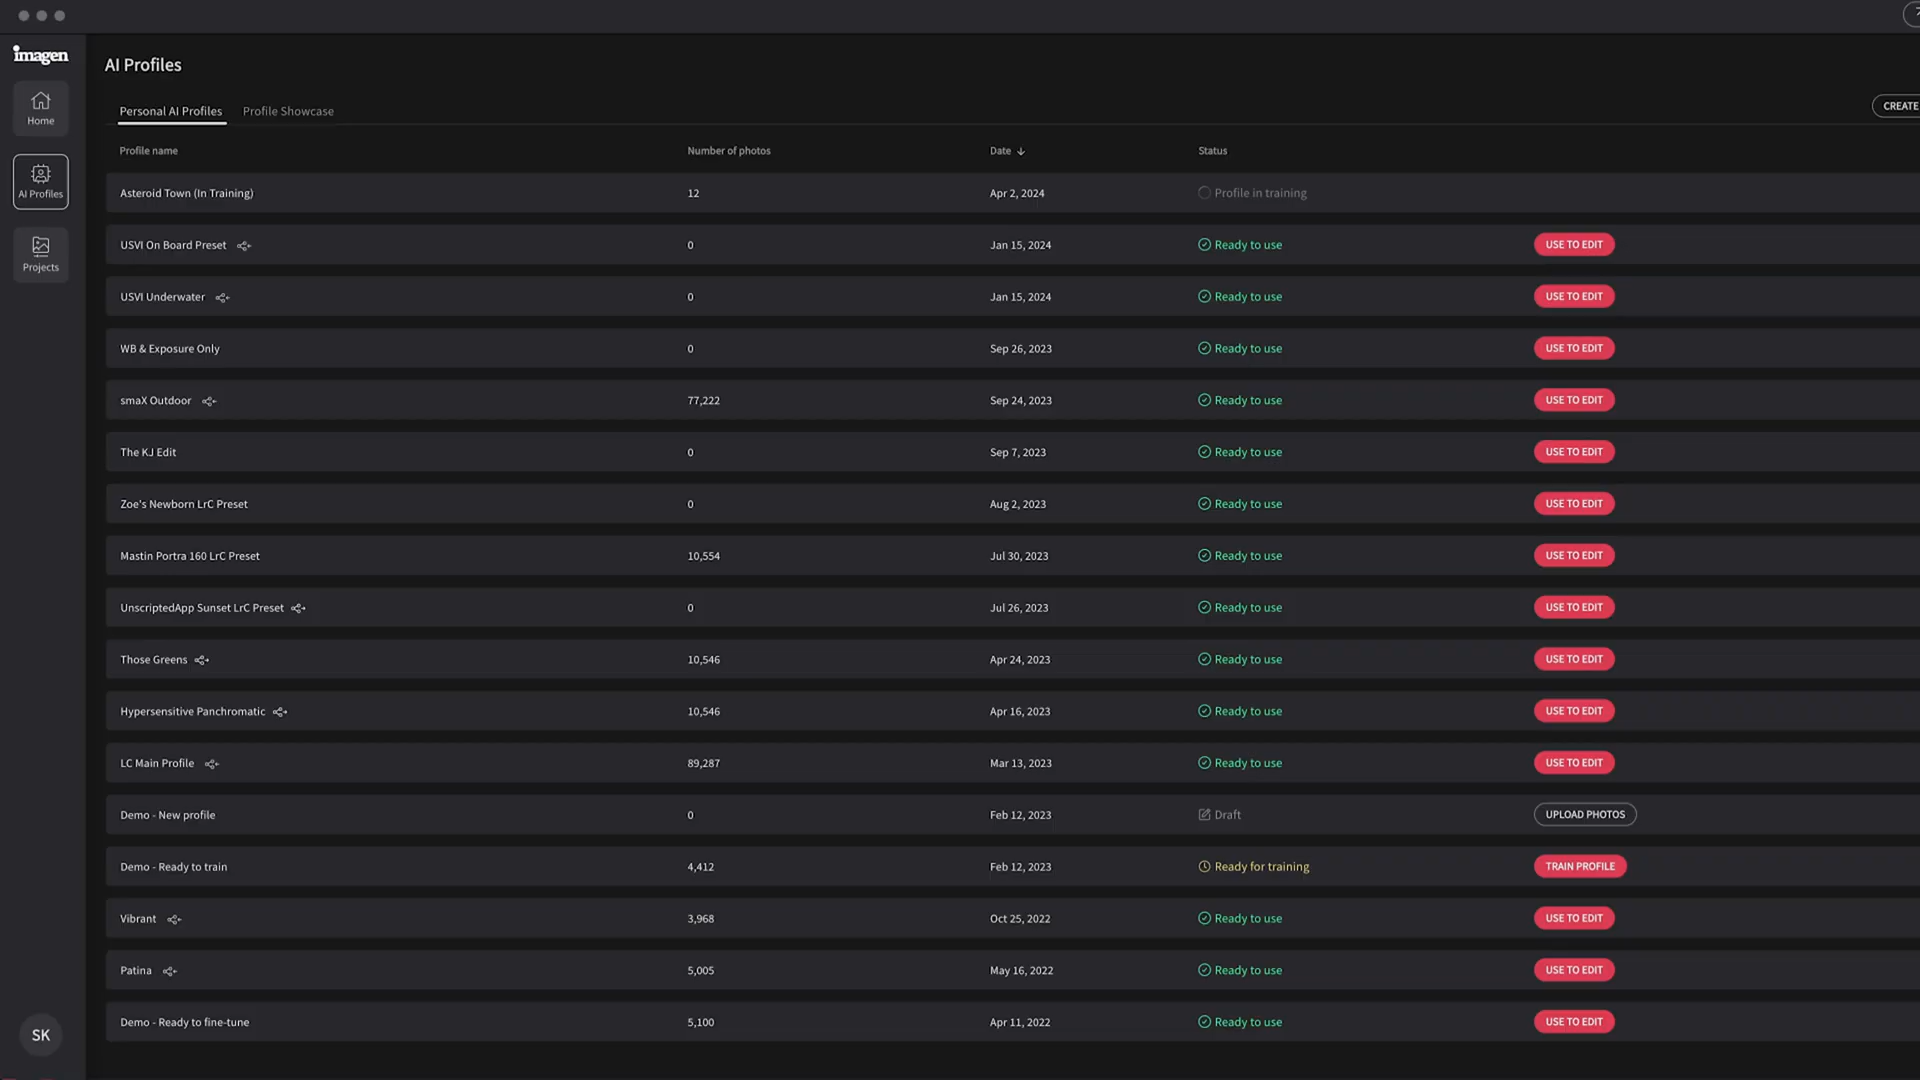 imagen
Home
AI Profiles
Projects
SK
AI Profiles
Personal AI Profiles Profile Showcase
CREATE
Profile name Number of photos Date Status
Asteroid Town (In Training) 12 Apr 2, 2024 Profile in training
USVI On Board Preset 0 Jan 15, 2024 Ready to use USE TO EDIT
USVI Underwater 0 Jan 15, 2024 Ready to use USE TO EDIT
WB & Exposure Only 0 Sep 26, 2023 Ready to use USE TO EDIT
smaX Outdoor 77,222 Sep 24, 2023 Ready to use USE TO EDIT
The KJ Edit 0 Sep 7, 2023 Ready to use USE TO EDIT
Zoe's Newborn LrC Preset 0 Aug 2, 2023 Ready to use USE TO EDIT
Mastin Portra 160 LrC Preset 10,554 Jul 30, 2023 Ready to use USE TO EDIT
UnscriptedApp Sunset LrC Preset 0 Jul 26, 2023 Ready to use USE TO EDIT
Those Greens 10,546 Apr 24, 2023 Ready to use USE TO EDIT
Hypersensitive Panchromatic 10,546 Apr 16, 2023 Ready to use USE TO EDIT
LC Main Profile 89,287 Mar 13, 2023 Ready to use USE TO EDIT
Demo - New profile 0 Feb 12, 2023 Draft UPLOAD PHOTOS
Demo - Ready to train 4,412 Feb 12, 2023 Ready for training TRAIN PROFILE
Vibrant 3,968 Oct 25, 2022 Ready to use USE TO EDIT
Patina 5,005 May 16, 2022 Ready to use USE TO EDIT
Demo - Ready to fine-tune 5,100 Apr 11, 2022 Ready to use USE TO EDIT